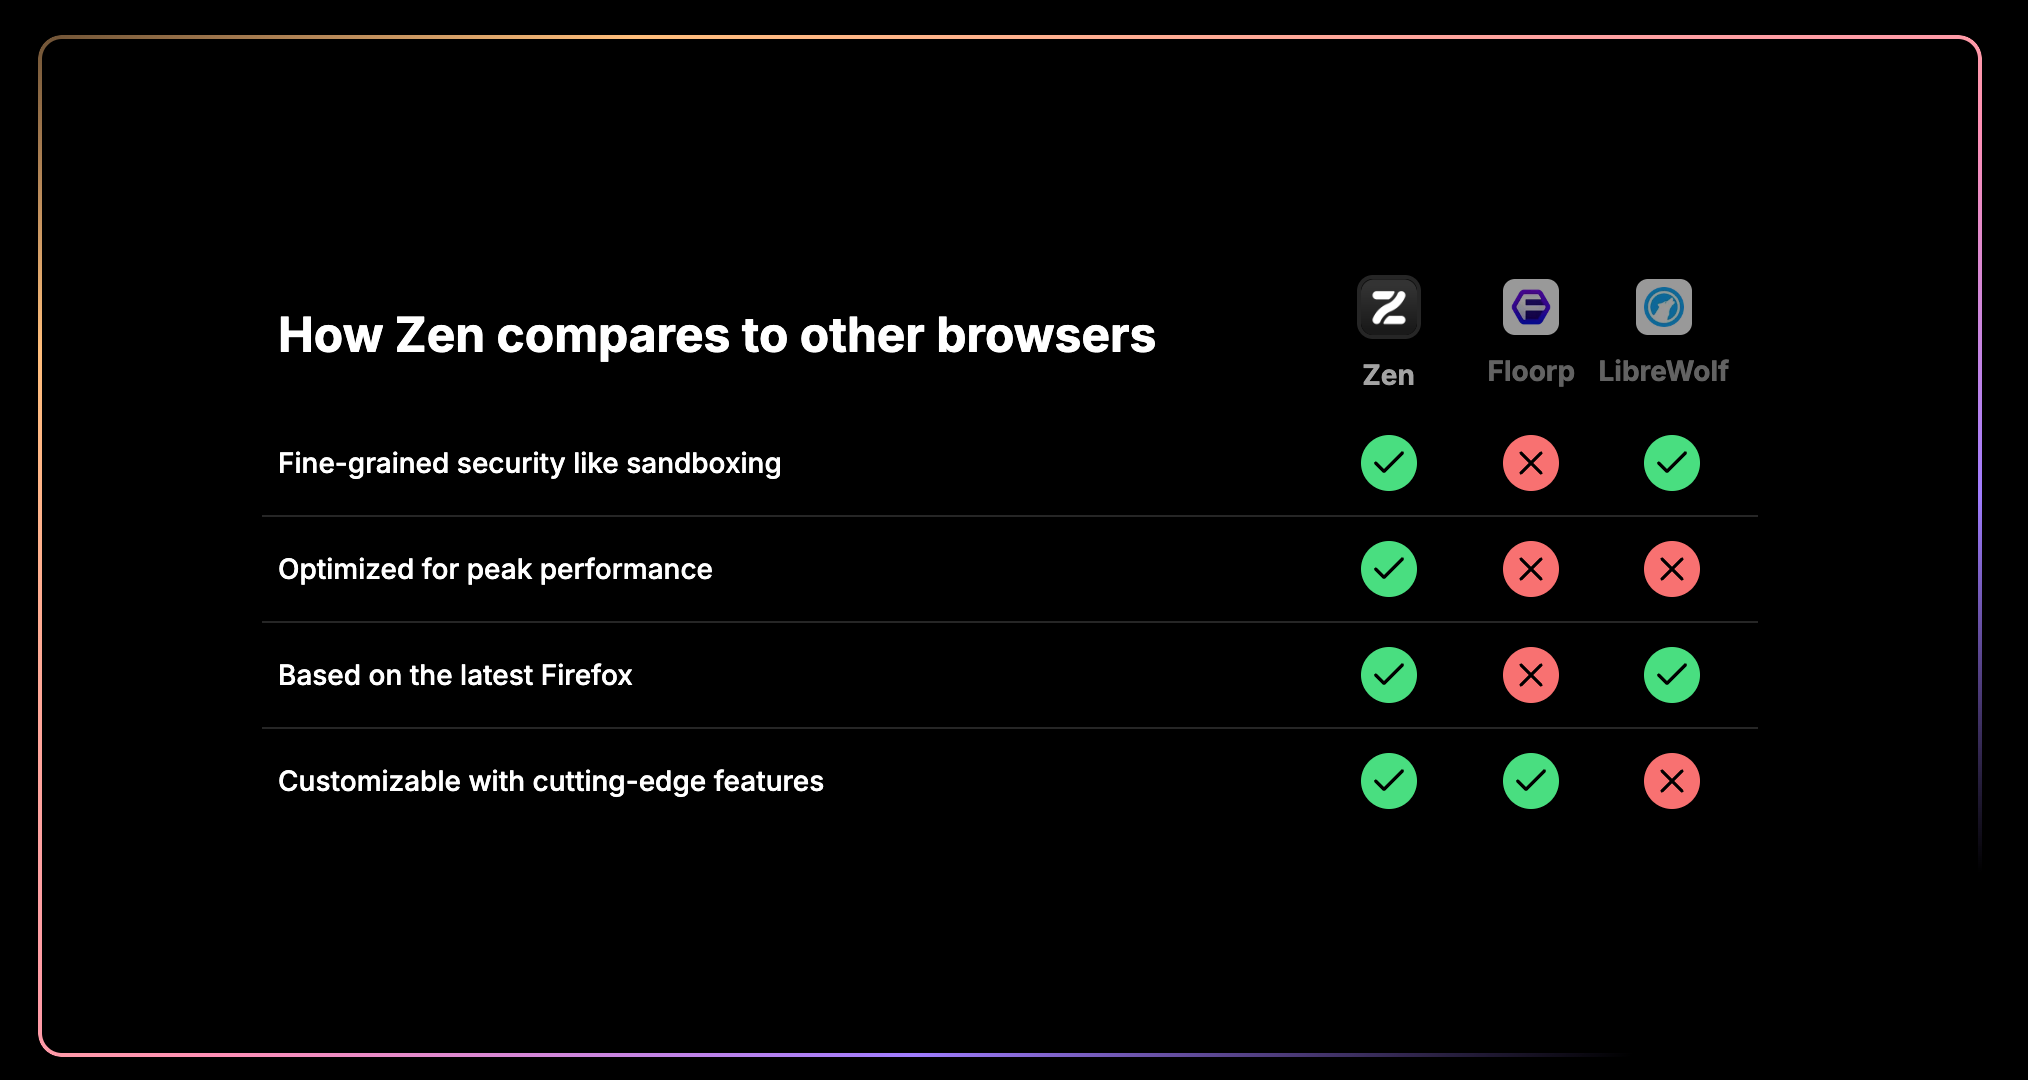 How Zen compares to other browsers
Zen
Floorp
LibreWolf
Fine-grained security like sandboxing
Optimized for peak performance
Based on the latest Firefox
Customizable with cutting-edge features